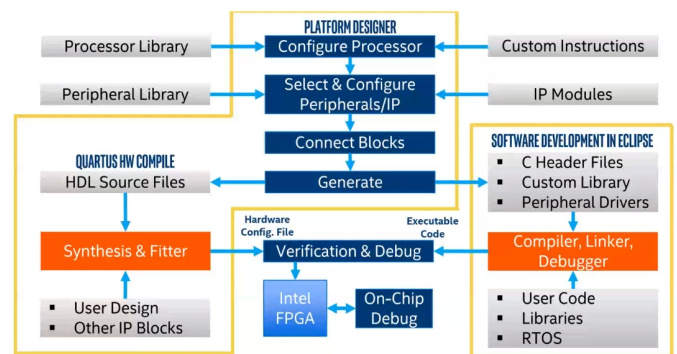 PLATFORM DESIGNER
Processor Library
Configure Processor
Custom Instructions
Peripheral Library
Select & Configure
Peripherals/IP
IP Modules
Connect Blocks
QUARTUS HW COMPILE
SOFTWARE DEVELOPMENT IN ECLIPSE
HDL Source Files
Generate
▪ C Header Files
▪ Custom Library
▪ Peripheral Drivers
Hardware
Config. File
Executable
Code
Synthesis & Fitter
Verification & Debug
Compiler, Linker,
Debugger
Intel
FPGA
On-Chip
Debug
▪ User Design
▪ Other IP Blocks
▪ User Code
▪ Libraries
▪ RTOS